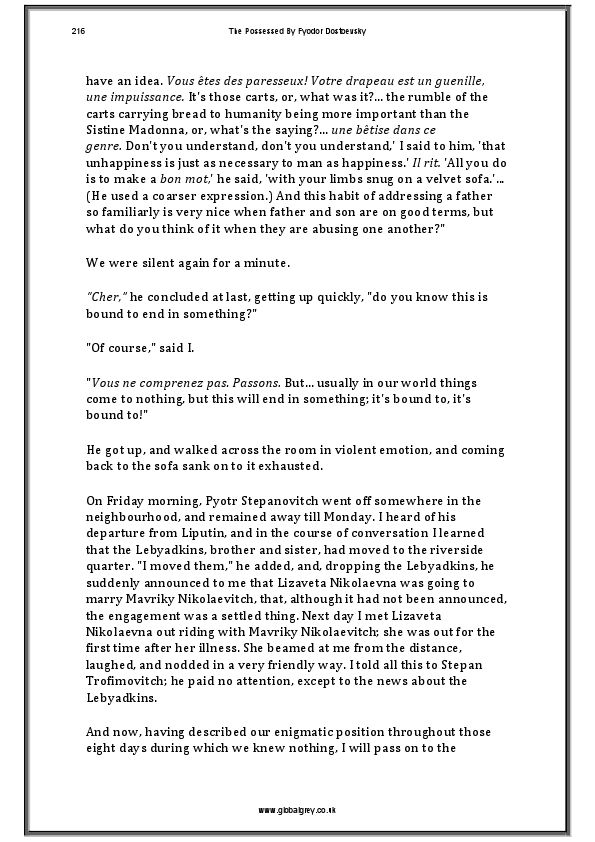 216 The Possessed By Fyodor Dostoevsky
have an idea. Vous êtes des paresseux! Votre drapeau est un guenille,
une impuissance. It's those carts, or, what was it?... the rumble of the
carts carrying bread to humanity being more important than the
Sistine Madonna, or, what's the saying?... une bêtise dans ce
genre. Don't you understand, don't you understand,' I said to him, 'that
unhappiness is just as necessary to man as happiness.' Il rit. 'All you do
is to make a bon mot,' he said, 'with your limbs snug on a velvet sofa.'...
(He used a coarser expression.) And this habit of addressing a father
so familiarly is very nice when father and son are on good terms, but
what do you think of it when they are abusing one another?"
We were silent again for a minute.
"Cher," he concluded at last, getting up quickly, "do you know this is
bound to end in something?"
"Of course," said I.
"Vous ne comprenez pas. Passons. But... usually in our world things
come to nothing, but this will end in something; it's bound to, it's
bound to!"
He got up, and walked across the room in violent emotion, and coming
back to the sofa sank on to it exhausted.
On Friday morning, Pyotr Stepanovitch went off somewhere in the
neighbourhood, and remained away till Monday. I heard of his
departure from Liputin, and in the course of conversation I learned
that the Lebyadkins, brother and sister, had moved to the riverside
quarter. "I moved them," he added, and, dropping the Lebyadkins, he
suddenly announced to me that Lizaveta Nikolaevna was going to
marry Mavriky Nikolaevitch, that, although it had not been announced,
the engagement was a settled thing. Next day I met Lizaveta
Nikolaevna out riding with Mavriky Nikolaevitch; she was out for the
first time after her illness. She beamed at me from the distance,
laughed, and nodded in a very friendly way. I told all this to Stepan
Trofimovitch; he paid no attention, except to the news about the
Lebyadkins.
And now, having described our enigmatic position throughout those
eight days during which we knew nothing, I will pass on to the
www.globalgrey.co.uk